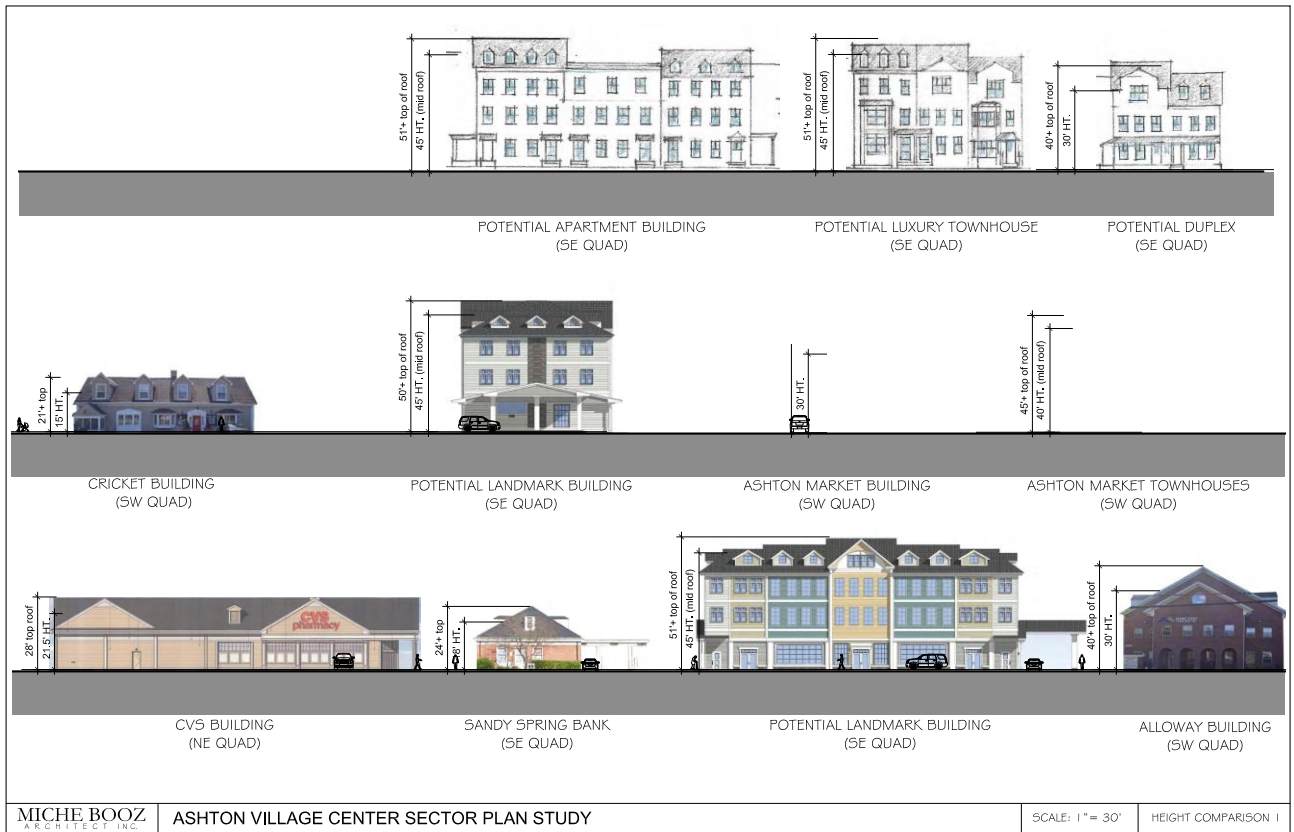 51'+ top of roof
45' HT. (mid roof)
51'+ top of roof
45' HT. (mid roof)
40'+ top of roof
30' HT.
POTENTIAL APARTMENT BUILDING
(SE QUAD)
POTENTIAL LUXURY TOWNHOUSE
(SE QUAD)
POTENTIAL DUPLEX
(SE QUAD)
21'+ top
15' HT.
50'+ top of roof
45' HT. (mid roof)
30' HT.
45'+ top of roof
40' HT. (mid roof)
CRICKET BUILDING
(SW QUAD)
POTENTIAL LANDMARK BUILDING
(SE QUAD)
ASHTON MARKET BUILDING
(SW QUAD)
ASHTON MARKET TOWNHOUSES
(SW QUAD)
28' top roof
21.5' HT.
CVS
pharmacy
24'+ top
8' HT.
51'+ top of roof
45' HT. (mid roof)
40'+ top of roof
30' HT.
CVS BUILDING
(NE QUAD)
SANDY SPRING BANK
(SE QUAD)
POTENTIAL LANDMARK BUILDING
(SE QUAD)
ALLOWAY BUILDING
(SW QUAD)
MICHE BOOZ
ARCHITECT INC.
ASHTON VILLAGE CENTER SECTOR PLAN STUDY
SCALE: 1"= 30'
HEIGHT COMPARISON 1